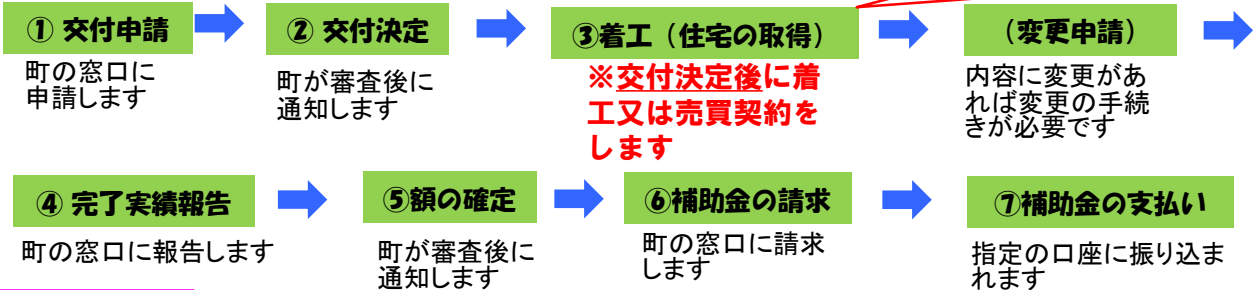 ① 交付申請
町の窓口に
申請します
② 交付決定
町が審査後に
通知します
③着工（住宅の取得）
※交付決定後に着
工又は売買契約を
します
（変更申請）
内容に変更があ
れば変更の手続
きが必要です
④ 完了実績報告
町の窓口に報告します
⑤額の確定
町が審査後に
通知します
⑥補助金の請求
町の窓口に請求
します
⑦補助金の支払い
指定の口座に振り込ま
れます